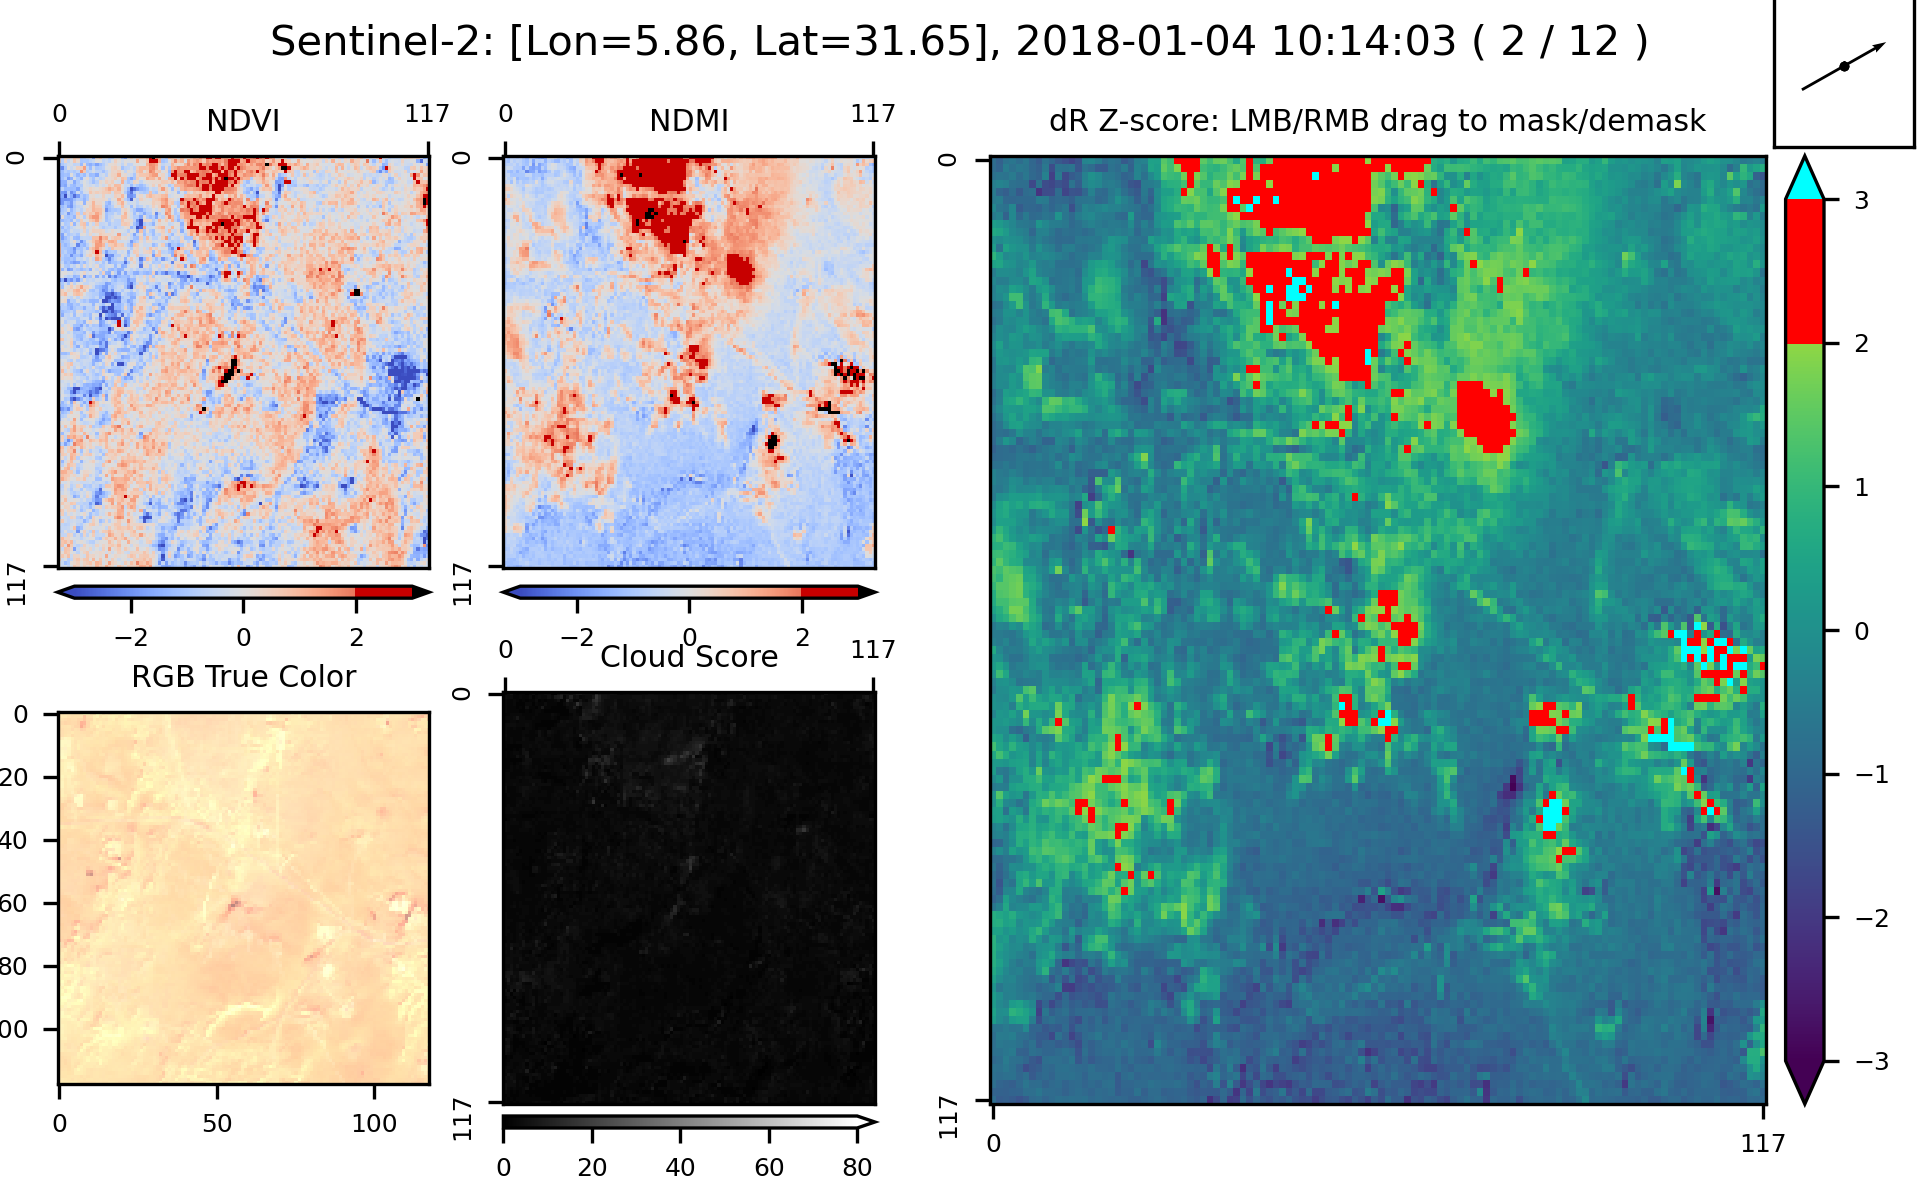 Sentinel-2: [Lon=5.86, Lat=31.65], 2018-01-04 10:14:03 ( 2 / 12 )
0 117
NDVI
0
117
−2 0 2
0 117
NDMI
0
117
−2 0 2
dR Z-score: LMB/RMB drag to mask/demask
0
117
0 117
3
2
1
0
−1
−2
−3
RGB True Color
0
20
40
60
80
00
0 50 100
0 117
Cloud Score
0
117
0 20 40 60 80